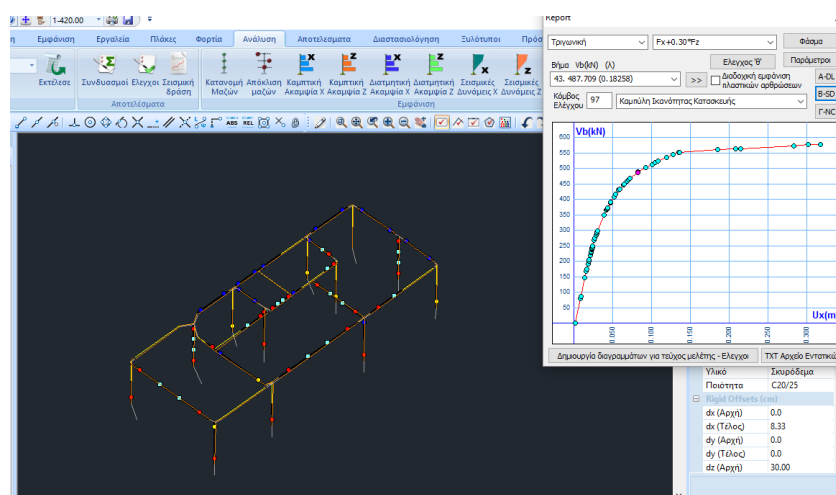 1-420.00
Report
Εμφάνιση Εργαλεία Πλάκες Φορτία Ανάλυση Αποτελεσματα Διαστασιολόγηση Ξυλότυποι
Εκτέλεσε Συνδυασμοί Ελεγχοι Σεισμική δράση Κατανομή Μαζών Απόκλιση μαζών Καμπτική Ακαμψία X Καμπτική Ακαμψία Z Διατμητική Ακαμψία X Διατμητική Ακαμψία Z Σεισμικές Δυνάμεις X Σεισμικές Δυνάμεις Z
Αποτελέσματα Εμφάνιση
ABS REL
Τριγωνική Fx+0.30*Fz Φάσμα
Βήμα Vb(kN) (λ) Ελεγχος 'θ' Παράμετροι
43. 487.709 (0.18258) >> Διαδοχική εμφάνιση πλαστικών αρθρώσεων A-DL
B-SD
Κόμβος Ελέγχου 97 Καμπύλη Ικανότητας Κατασκευής Γ-NC
Vb(kN)
600
550
500
450
400
350
300
250
200
150
100
50
Ux(m
0.050 0.100 0.150 0.200 0.250 0.300
Δημιουργία διαγραμμάτων για τεύχος μελέτης - Ελεγχοι TXT Αρχείο Εντατικώ
Υλικό Σκυρόδεμα
Ποιότητα C20/25
Rigid Offsets (cm)
dx (Αρχή) 0.0
dx (Τέλος) 8.33
dy (Αρχή) 0.0
dy (Τέλος) 0.0
dz (Αρχή) 30.00